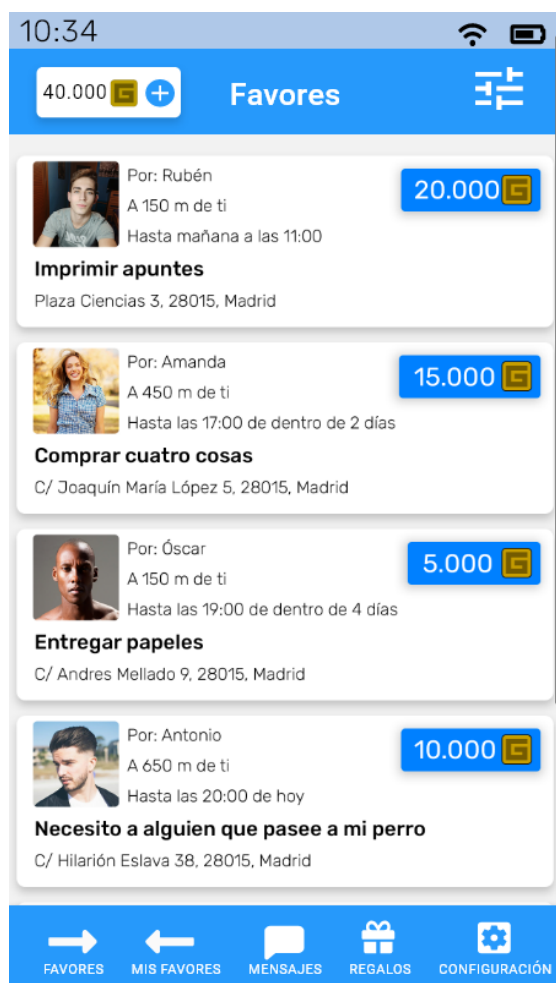 10:34
40.000 G
Favores
Por: Rubén
20.000 G
A 150 m de ti
Hasta mañana a las 11:00
Imprimir apuntes
Plaza Ciencias 3, 28015, Madrid
Por: Amanda
15.000 G
A 450 m de ti
Hasta las 17:00 de dentro de 2 días
Comprar cuatro cosas
C/ Joaquín María López 5, 28015, Madrid
Por: Óscar
5.000 G
A 150 m de ti
Hasta las 19:00 de dentro de 4 días
Entregar papeles
C/ Andres Mellado 9, 28015, Madrid
Por: Antonio
10.000 G
A 650 m de ti
Hasta las 20:00 de hoy
Necesito a alguien que pasee a mi perro
C/ Hilarión Eslava 38, 28015, Madrid
FAVORES MIS FAVORES MENSAJES REGALOS CONFIGURACIÓN